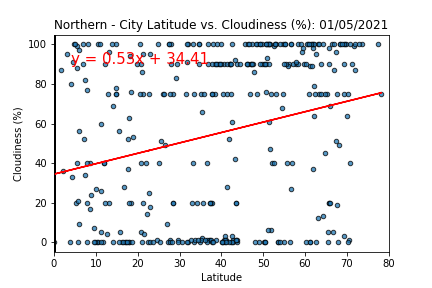 Northern - City Latitude vs. Cloudiness (%): 01/05/2021
100
80
60
40
20
0
Cloudiness (%)
y = 0.53x + 34.41
0 10 20 30 40 50 60 70 80
Latitude